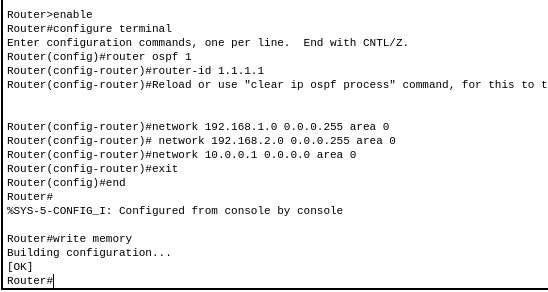 Router>enable
Router#configure terminal
Enter configuration commands, one per line.  End with CNTL/Z.
Router(config)#router ospf 1
Router(config-router)#router-id 1.1.1.1
Router(config-router)#Reload or use "clear ip ospf process" command, for this to t
Router(config-router)#network 192.168.1.0 0.0.0.255 area 0
Router(config-router)# network 192.168.2.0 0.0.0.255 area 0
Router(config-router)#network 10.0.0.1 0.0.0.0 area 0
Router(config-router)#exit
Router(config)#end
Router#
%SYS-5-CONFIG_I: Configured from console by console
Router#write memory
Building configuration...
[OK]
Router#